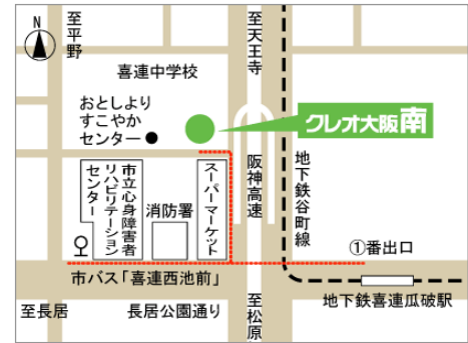 N
至平野
至天王寺
至松原
喜連中学校
おとしより
すこやか
センター
クレオ大阪南
市立心身障害者
リハビリテーション
センター
消防署
スーパーマーケット
阪神高速
地下鉄谷町線
①番出口
市バス「喜連西池前」
地下鉄喜連瓜破駅
至長居
長居公園通り
至松原